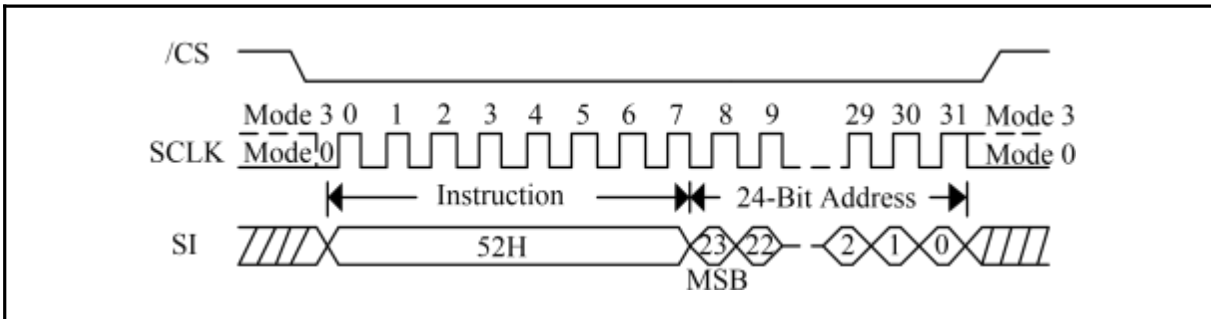 /CS
Mode 3 0 1 2 3 4 5 6 7 8 9 29 30 31 Mode 3
SCLK Mode 0 Mode 0
Instruction 24-Bit Address
SI 52H 23 22 2 1 0
MSB